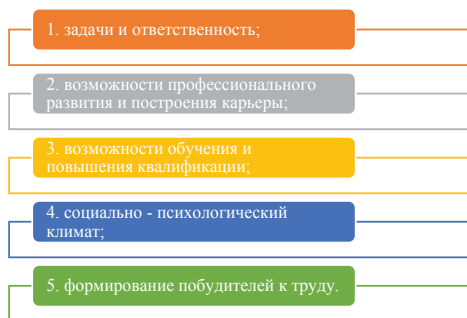 1. задачи и ответственность;
2. возможности профессионального
развития и построения карьеры;
3. возможности обучения и
повышения квалификации;
4. социально - психологический
климат;
5. формирование побудителей к труду.